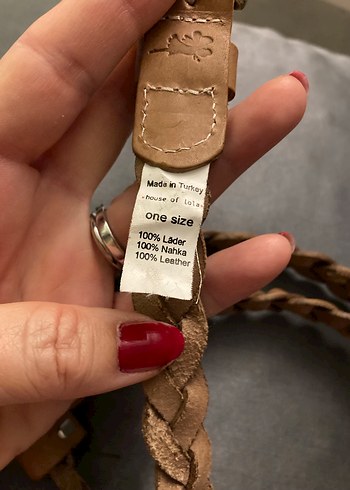 Made in Turkey
-house of lola-
one size
100% Läder
100% Nahka
100% Leather